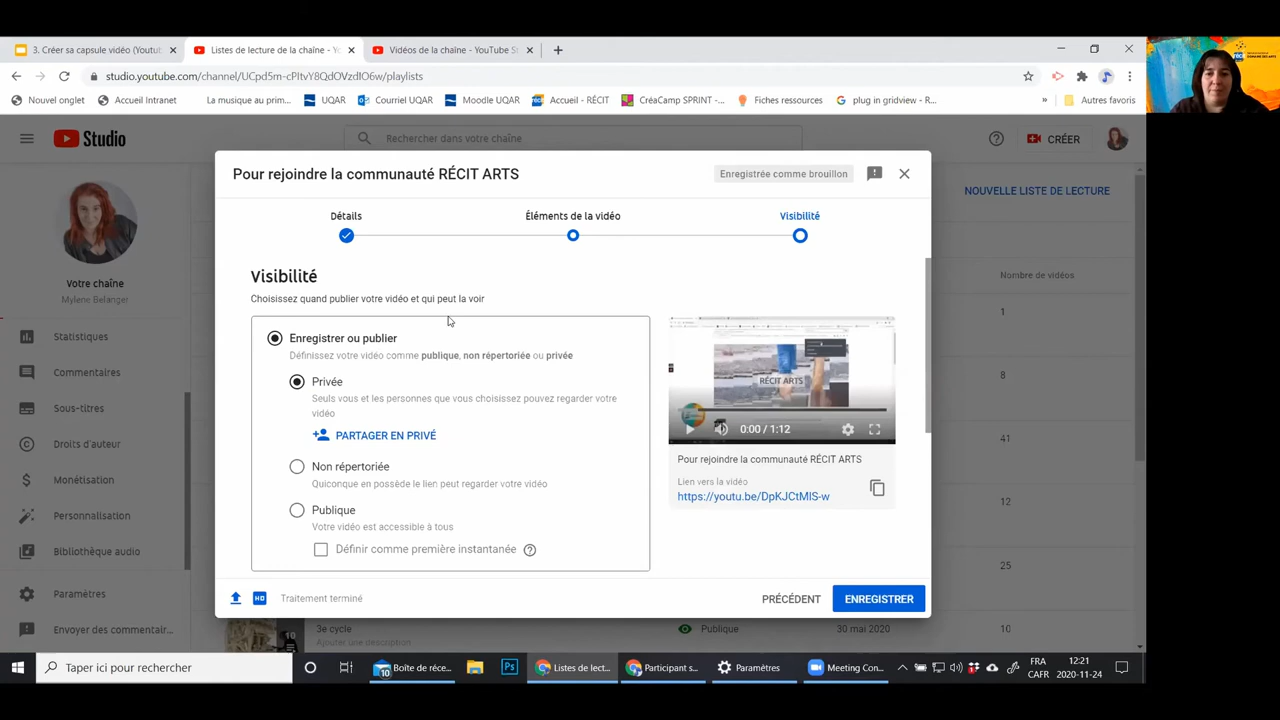 3. Créer sa capsule vidéo (Youtu
Listes de lecture de la chaîne - Yo
Vidéos de la chaîne - YouTube St
studio.youtube.com/channel/UCpd5m-cPItvY8QdOVzdIO6w/playlists
Nouvel onglet
Accueil Intranet
La musique au prim...
UQAR
Courriel UQAR
Moodle UQAR
Accueil - RÉCIT
CréaCamp SPRINT -...
Fiches ressources
plug in gridview - R...
»
Autres favoris
Studio
Rechercher dans votre chaîne
CRÉER
Pour rejoindre la communauté RÉCIT ARTS
Enregistrée comme brouillon
NOUVELLE LISTE DE LECTURE
Détails
Éléments de la vidéo
Visibilité
Nombre de vidéos
Votre chaîne
Mylene Belanger
Statistiques
Commentaires
Sous-titres
Droits d'auteur
Monétisation
Personnalisation
Bibliothèque audio
Paramètres
Envoyer des commentair...
Visibilité
Choisissez quand publier votre vidéo et qui peut la voir
Enregistrer ou publier
Définissez votre vidéo comme publique, non répertoriée ou privée
Privée
Seuls vous et les personnes que vous choisissez pouvez regarder votre
vidéo
PARTAGER EN PRIVÉ
Non répertoriée
Quiconque en possède le lien peut regarder votre vidéo
Publique
Votre vidéo est accessible à tous
Définir comme première instantanée
RÉCIT ARTS
0:00 / 1:12
Pour rejoindre la communauté RÉCIT ARTS
Lien vers la vidéo
https://youtu.be/DpKJCtMIS-w
1
8
41
12
25
10
HD
Traitement terminé
PRÉCÉDENT
ENREGISTRER
3e cycle
Ajouter une description
Publique
30 mai 2020
Taper ici pour rechercher
10
Boîte de réce...
Ps
Listes de lect...
Participant s...
Paramètres
Meeting Con...
FRA
CAFR
12:21
2020-11-24